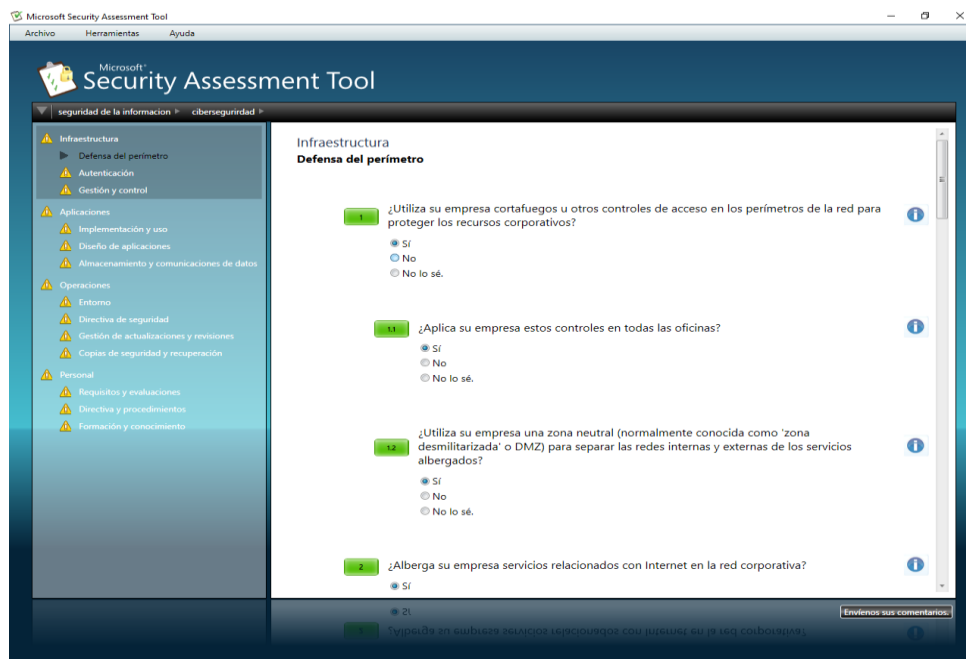 Microsoft Security Assessment Tool
Archivo Herramientas Ayuda
Microsoft®
Security Assessment Tool
seguridad de la informacion cibersegurirdad
Infraestructura
Defensa del perímetro
Autenticación
Gestión y control
Aplicaciones
Implementación y uso
Diseño de aplicaciones
Almacenamiento y comunicaciones de datos
Operaciones
Entorno
Directiva de seguridad
Gestión de actualizaciones y revisiones
Copias de seguridad y recuperación
Personal
Requisitos y evaluaciones
Directiva y procedimientos
Formación y conocimiento
Infraestructura
Defensa del perímetro
1 ¿Utiliza su empresa cortafuegos u otros controles de acceso en los perímetros de la red para
proteger los recursos corporativos?
Sí
No
No lo sé.
1.1 ¿Aplica su empresa estos controles en todas las oficinas?
Sí
No
No lo sé.
1.2 ¿Utiliza su empresa una zona neutral (normalmente conocida como 'zona
desmilitarizada' o DMZ) para separar las redes internas y externas de los servicios
albergados?
Sí
No
No lo sé.
2 ¿Alberga su empresa servicios relacionados con Internet en la red corporativa?
Sí
Envíenos sus comentarios.